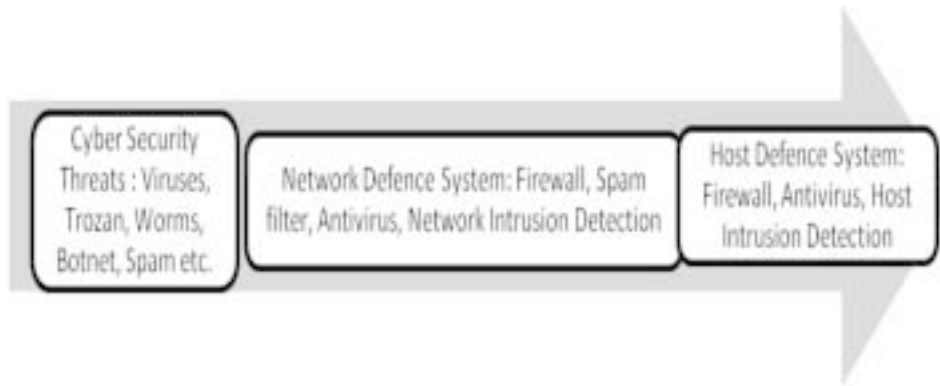 Cyber Security
Threats : Viruses,
Trozan, Worms,
Botnet, Spam etc.
Network Defence System: Firewall, Spam
filter, Antivirus, Network Intrusion Detection
Host Defence System:
Firewall, Antivirus, Host
Intrusion Detection